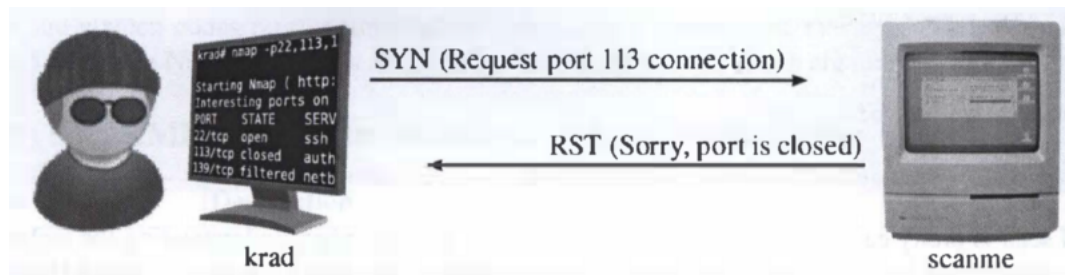 krad# nmap -p22,113,1
Starting Nmap ( http:
Interesting ports on
PORT STATE SERV
22/tcp open ssh
113/tcp closed auth
139/tcp filtered netb
SYN (Request port 113 connection)
RST (Sorry, port is closed)
krad
scanme